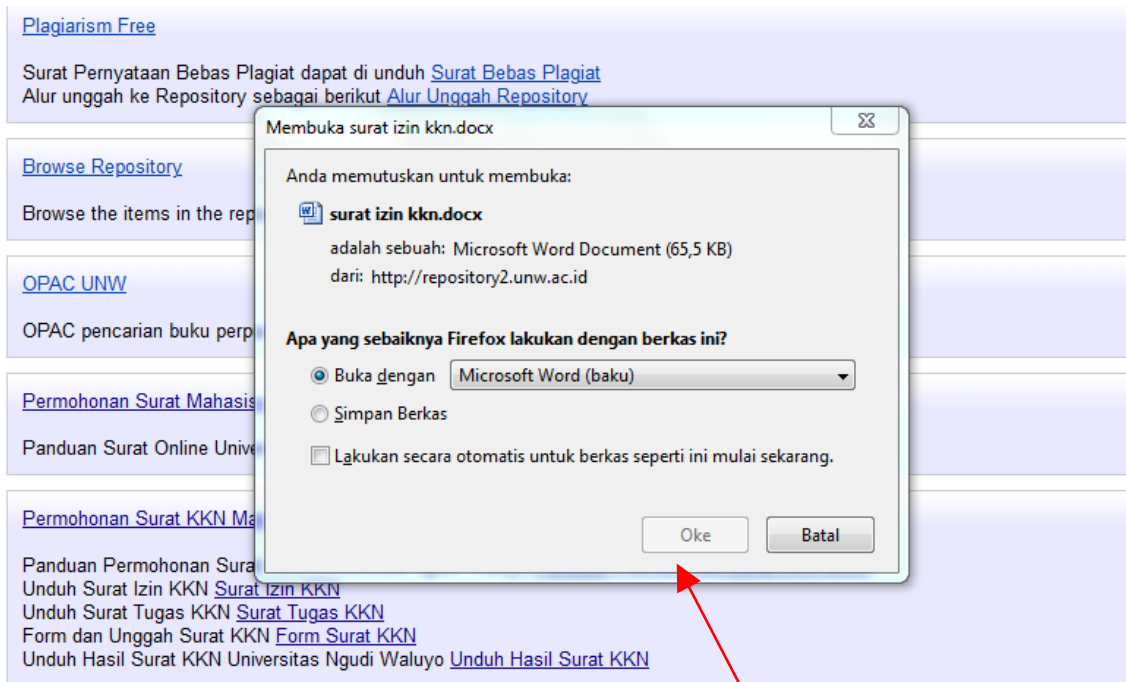 Plagiarism Free
Surat Pernyataan Bebas Plagiat dapat di unduh Surat Bebas Plagiat
Alur unggah ke Repository sebagai berikut Alur Unggah Repository
Membuka surat izin kkn.docx
Browse Repository
Browse the items in the rep
OPAC UNW
OPAC pencarian buku perp
Permohonan Surat Mahasis
Panduan Surat Online Unive
Anda memutuskan untuk membuka:
surat izin kkn.docx
adalah sebuah: Microsoft Word Document (65,5 KB)
dari: http://repository2.unw.ac.id
Apa yang sebaiknya Firefox lakukan dengan berkas ini?
Buka dengan Microsoft Word (baku)
Simpan Berkas
Lakukan secara otomatis untuk berkas seperti ini mulai sekarang.
Oke Batal
Permohonan Surat KKN Ma
Panduan Permohonan Sura
Unduh Surat Izin KKN Surat Izin KKN
Unduh Surat Tugas KKN Surat Tugas KKN
Form dan Unggah Surat KKN Form Surat KKN
Unduh Hasil Surat KKN Universitas Ngudi Waluyo Unduh Hasil Surat KKN